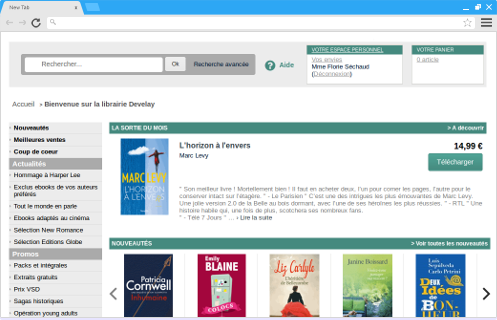 New Tab
Rechercher...
Ok
Recherche avancée
Aide
VOTRE ESPACE PERSONNEL
Vos envies
Mme Florie Séchaud
(Deconnexion)
VOTRE PANIER
0 article
Accueil > Bienvenue sur la librairie Develay
Nouveautés
Meilleures ventes
Coup de coeur
Actualités
Hommage à Harper Lee
Exclus ebooks de vos auteurs
préférés
Tout le monde en parle
Ebooks adaptés au cinéma
Sélection New Romance
Sélection Editions Globe
Promos
Packs et intégrales
Extraits gratuits
Prix VSD
Sagas historiques
Opération young adults
LA SORTIE DU MOIS
> A découvrir
MARC
LEVY
L'HORIZON
À L'ENVERS
L'horizon à l'envers
Marc Levy
14,99 €
Télécharger
" Son meilleur livre ! Mortellement bien ! Il faut en acheter deux, l'un pour corner les pages, l'autre pour le
conserver intact sur l'étagère. " - Le Parisien " C'est une des intrigues les plus émouvantes de Marc Levy.
Une jolie version 2.0 de la Belle au bois dormant, avec l'une de ses héroïnes les plus réussies. " - RTL " Une
histoire habile qui, une fois de plus, scotchera ses nombreux fans.
" - Télé 7 Jours " ... › Lire la suite
NOUVEAUTÉS
> Voir toutes les nouveautés
Patricia
Cornwell
Inhumaine
Emily
BLAINE
COLOCS
Liz Carlyle
Janine Boissard
Luis
Sepúlveda
Carlo Petrini
Deux
Idées
de
BON-
HEUR